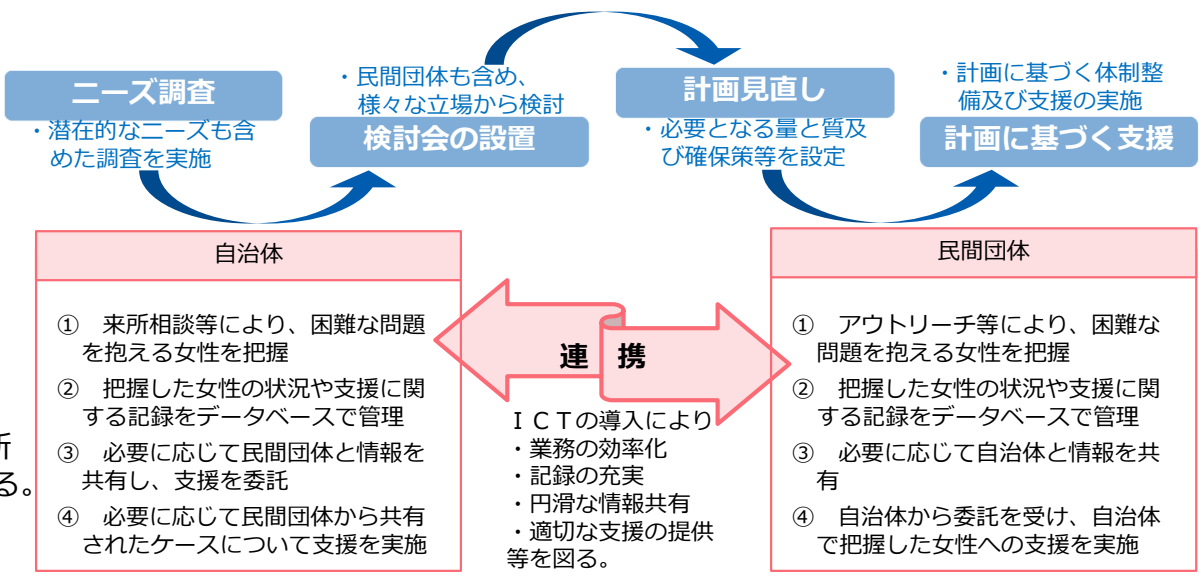 ニーズ調査
・潜在的なニーズも含
めた調査を実施
・民間団体も含め、
様々な立場から検討
検討会の設置
計画見直し
・必要となる量と質及
び確保策等を設定
・計画に基づく体制整
備及び支援の実施
計画に基づく支援
所
る。
自治体
① 来所相談等により、困難な問題
を抱える女性を把握
② 把握した女性の状況や支援に関
する記録をデータベースで管理
③ 必要に応じて民間団体と情報を
共有し、支援を委託
④ 必要に応じて民間団体から共有
されたケースについて支援を実施
連 携
ＩＣＴの導入により
・業務の効率化
・記録の充実
・円滑な情報共有
・適切な支援の提供
等を図る。
民間団体
① アウトリーチ等により、困難な
問題を抱える女性を把握
② 把握した女性の状況や支援に関
する記録をデータベースで管理
③ 必要に応じて自治体と情報を共
有
④ 自治体から委託を受け、自治体
で把握した女性への支援を実施